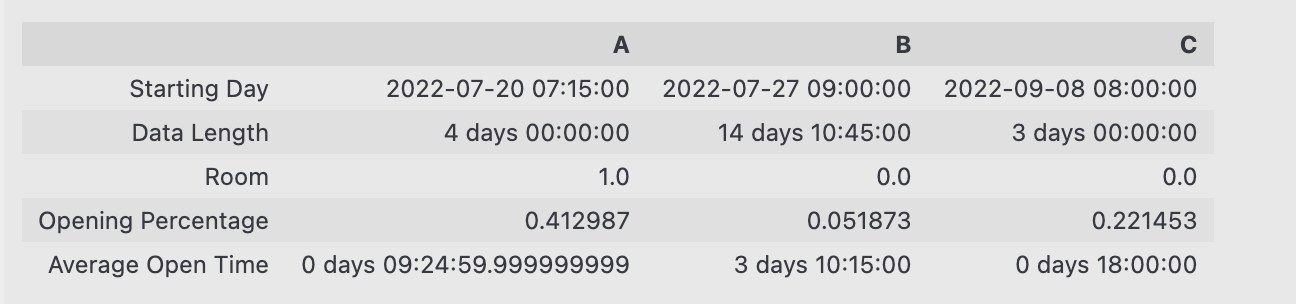 A B C
Starting Day 2022-07-20 07:15:00 2022-07-27 09:00:00 2022-09-08 08:00:00
Data Length 4 days 00:00:00 14 days 10:45:00 3 days 00:00:00
Room 1.0 0.0 0.0
Opening Percentage 0.412987 0.051873 0.221453
Average Open Time 0 days 09:24:59.999999999 3 days 10:15:00 0 days 18:00:00